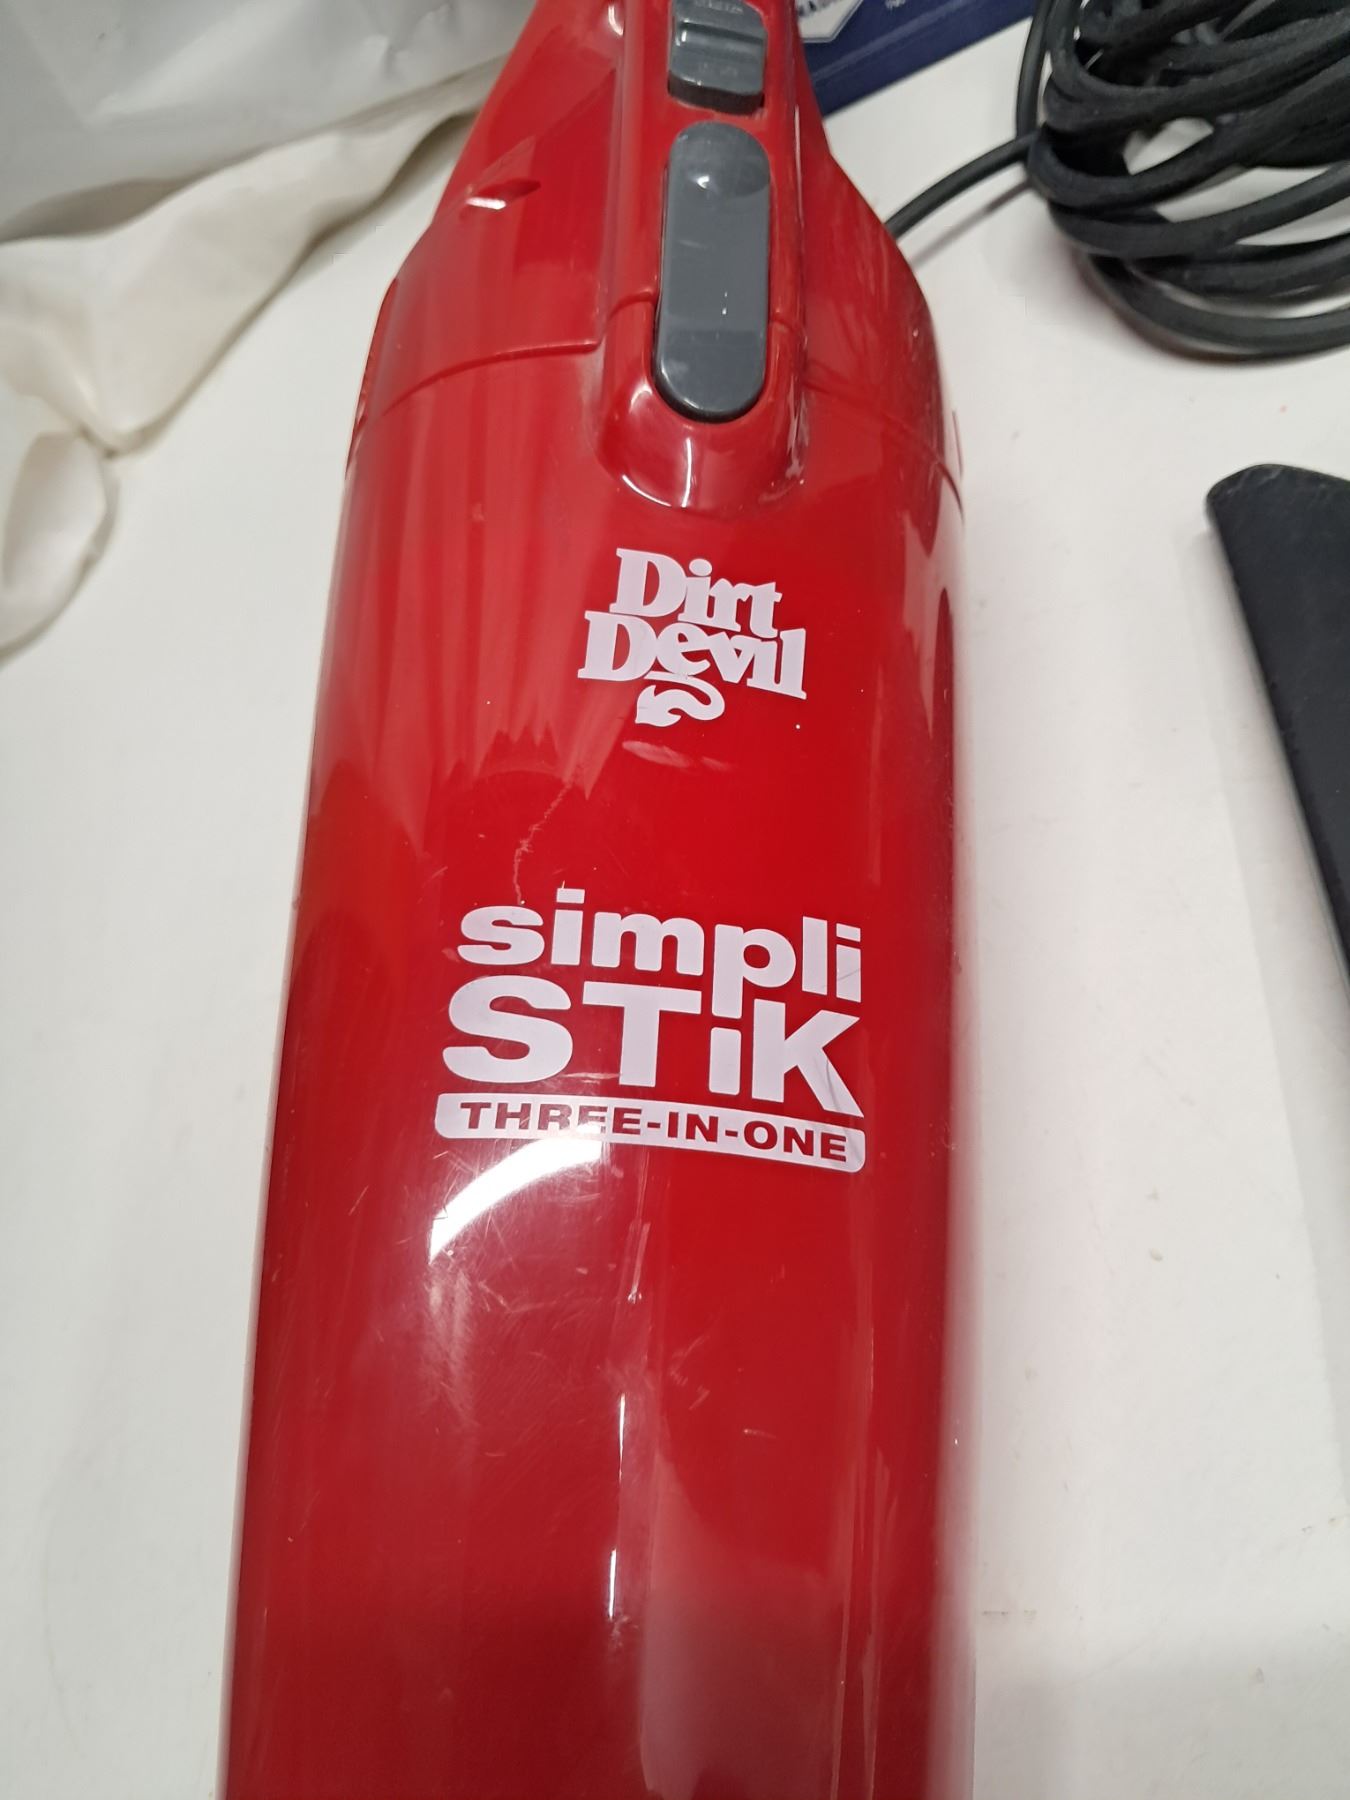 Dirt
Devil
simpli
STiK
THREE-IN-ONE